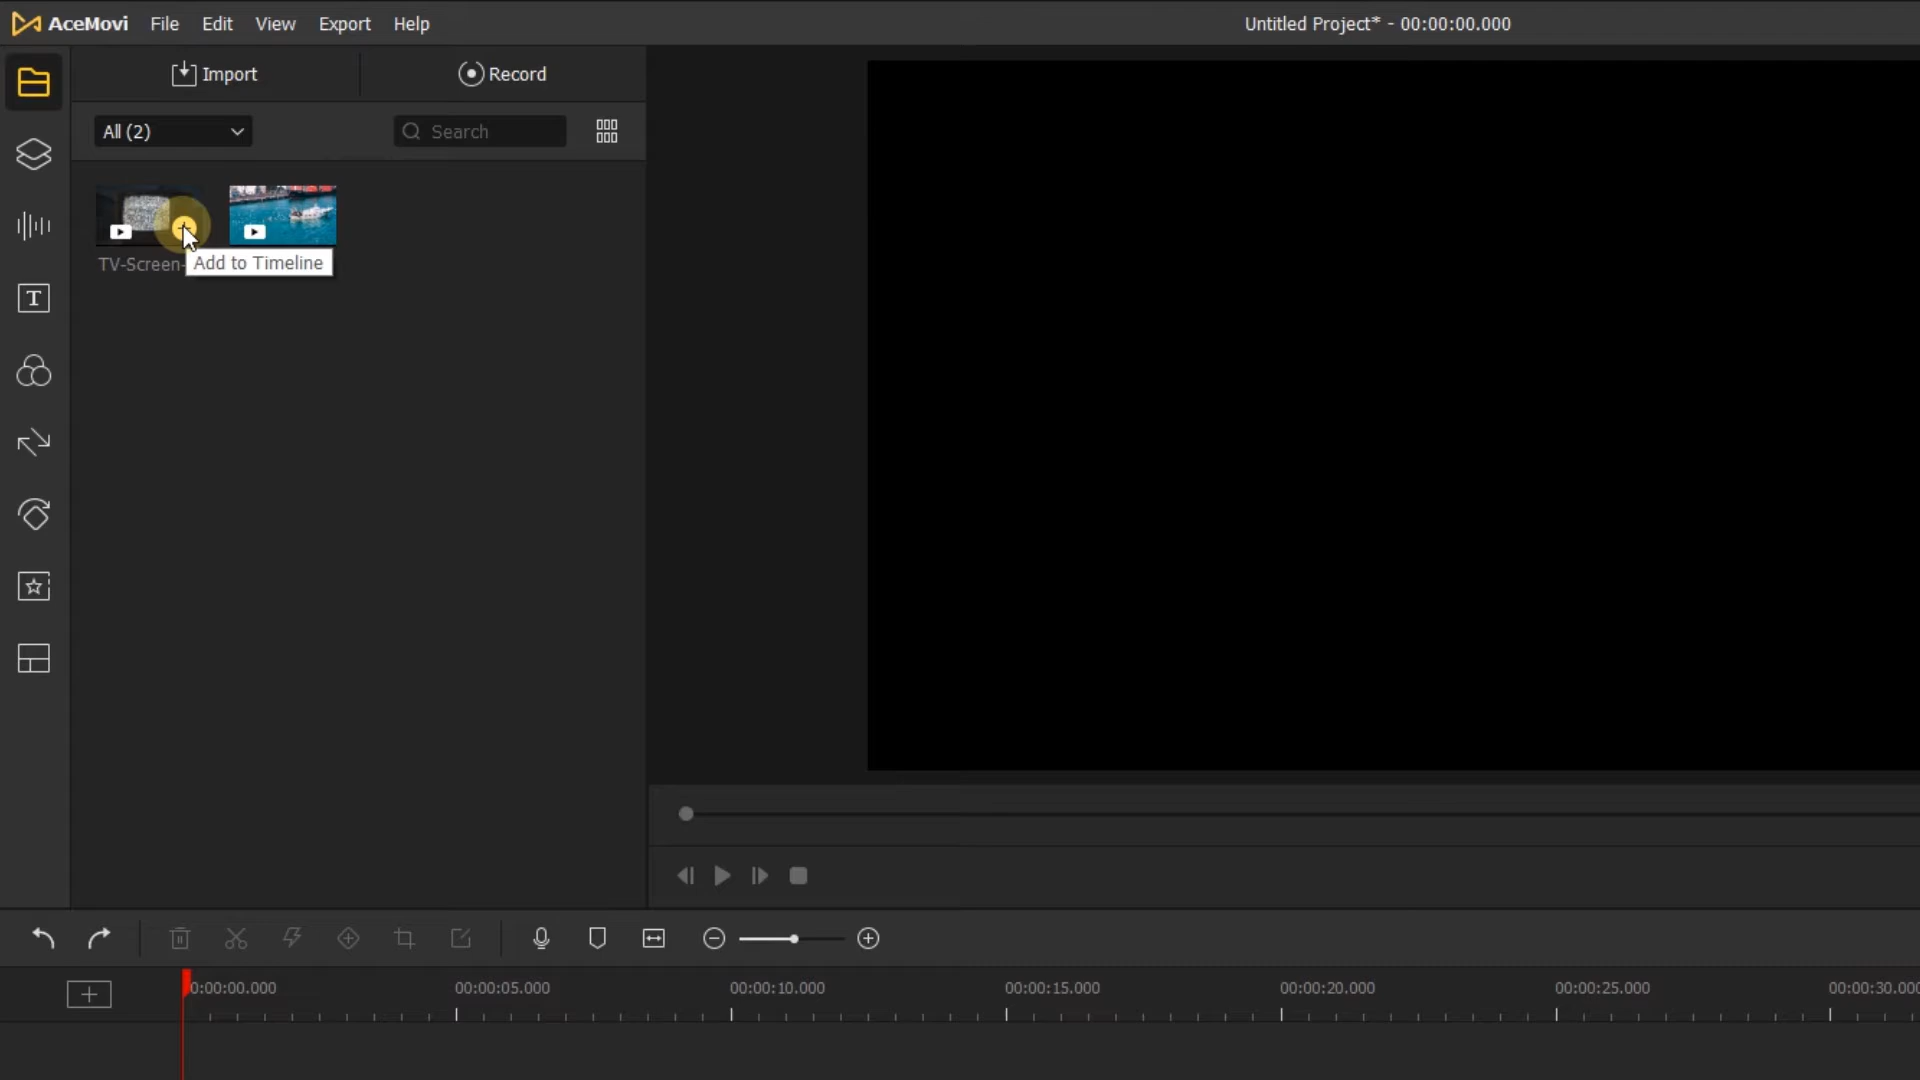 AceMovi File Edit View Export Help Untitled Project* - 00:00:00.000
Import Record
All (2) Search
TV-Screen-
Add to Timeline
T
0:00:00.000 00:00:05.000 00:00:10.000 00:00:15.000 00:00:20.000 00:00:25.000 00:00:30.000